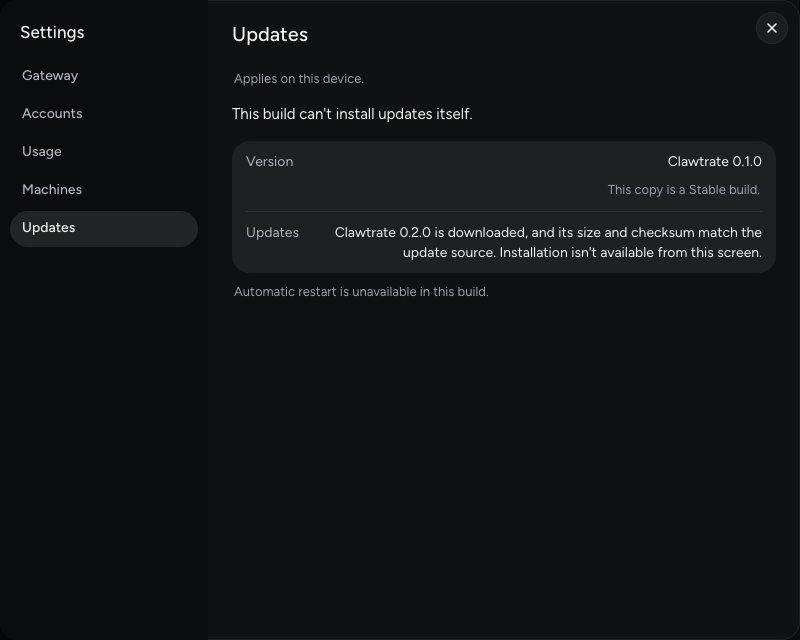 Settings
Gateway
Accounts
Usage
Machines
Updates
Updates
Applies on this device.
This build can't install updates itself.
Version
Clawtrate 0.1.0
This copy is a Stable build.
Updates
Clawtrate 0.2.0 is downloaded, and its size and checksum match the
update source. Installation isn't available from this screen.
Automatic restart is unavailable in this build.